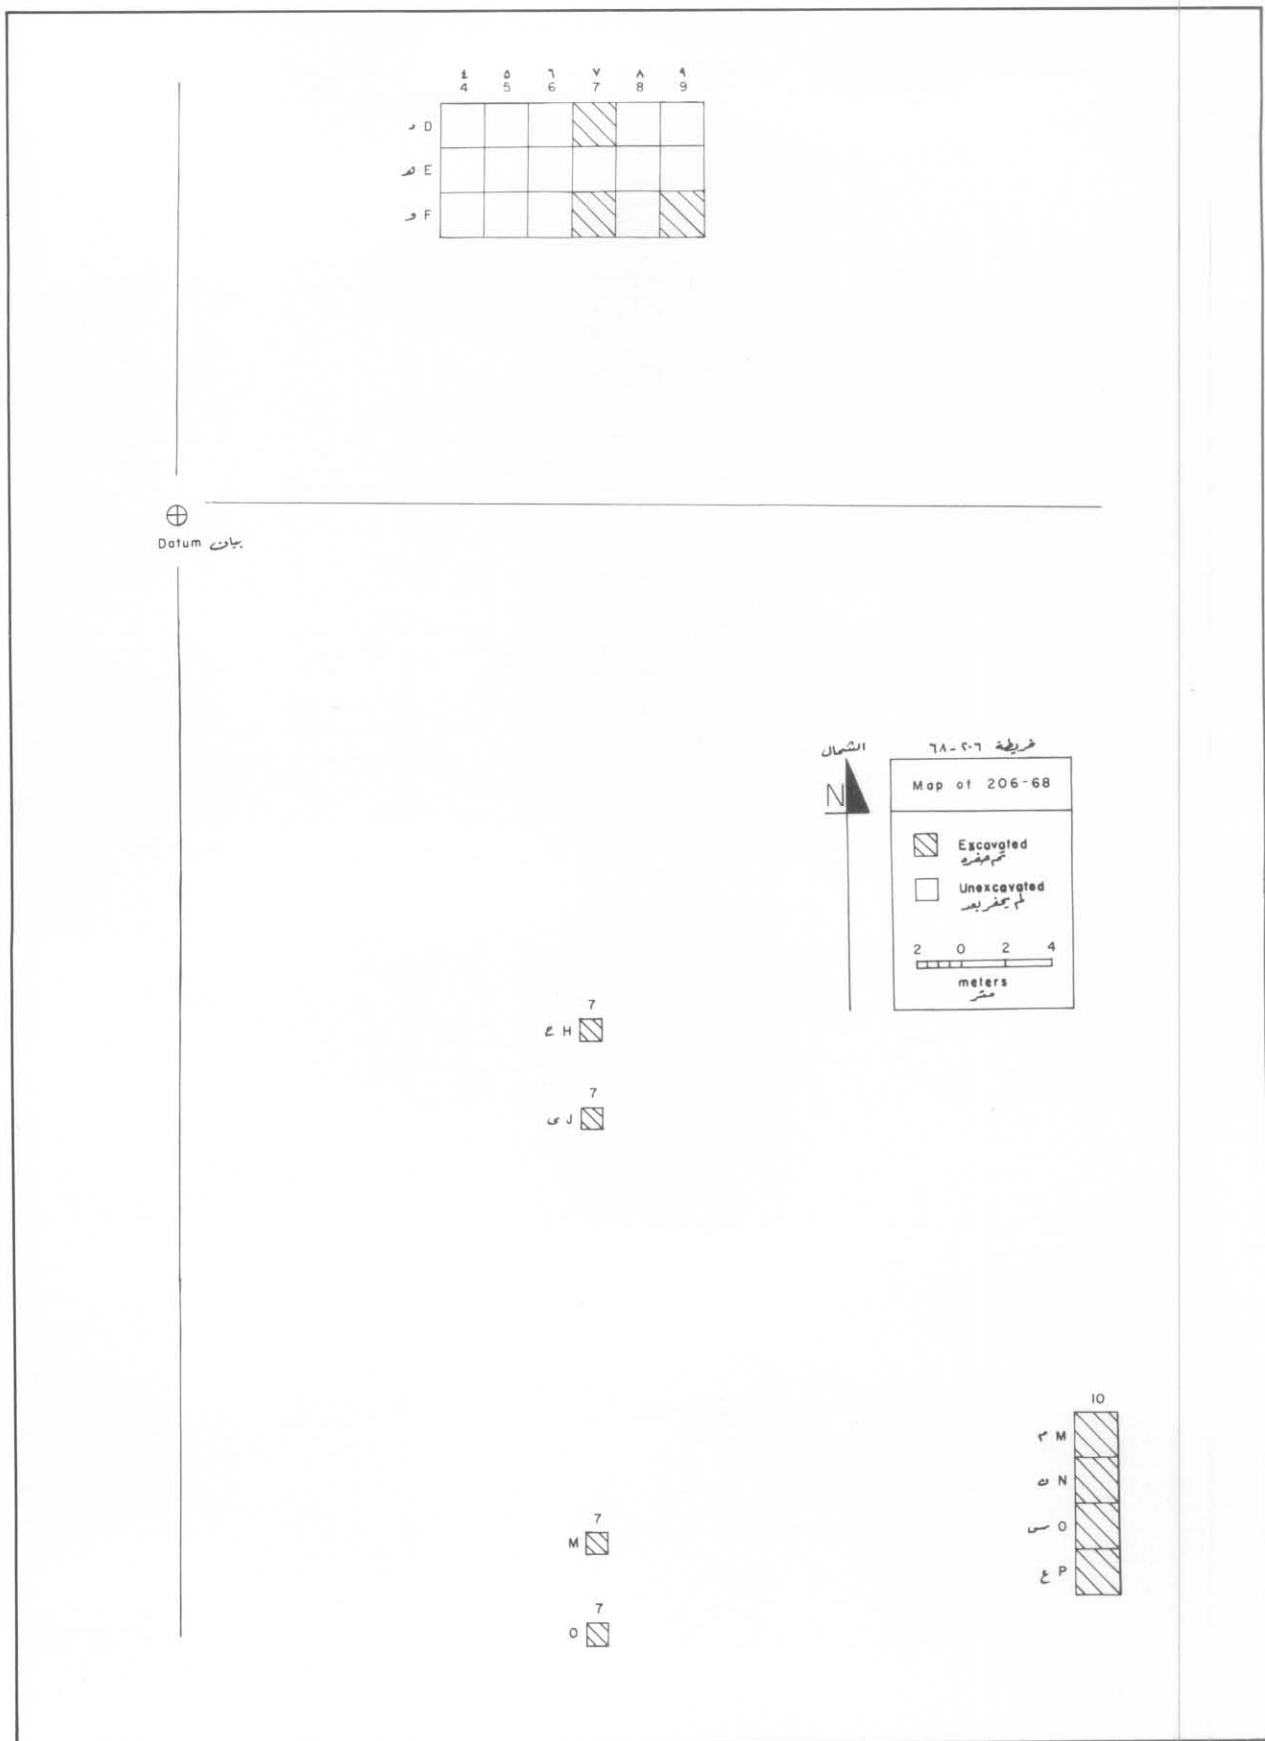 ٤ ٥ ٦ ٧ ٨ ٩
4 5 6 7 8 9
د D
هـ E
و F
Datum بيان
الشمال
N
خريطة ٢٠٦-٦٨
Map of 206-68
Excavated
تم حفره
Unexcavated
لم يحفر بعد
2 0 2 4
meters
متر
7
ح H
7
ى J
10
م M
ن N
س O
ع P
7
M
7
O